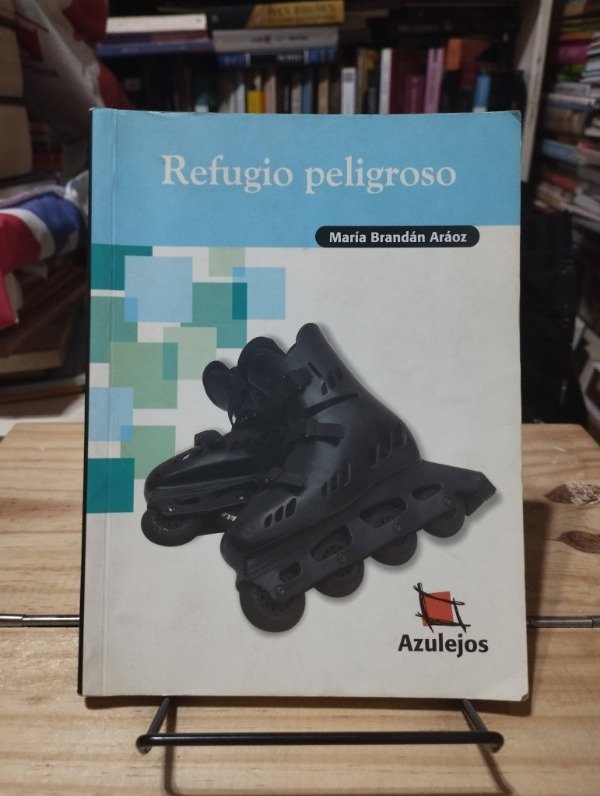 Refugio peligroso
María Brandán Aráoz
Azulejos